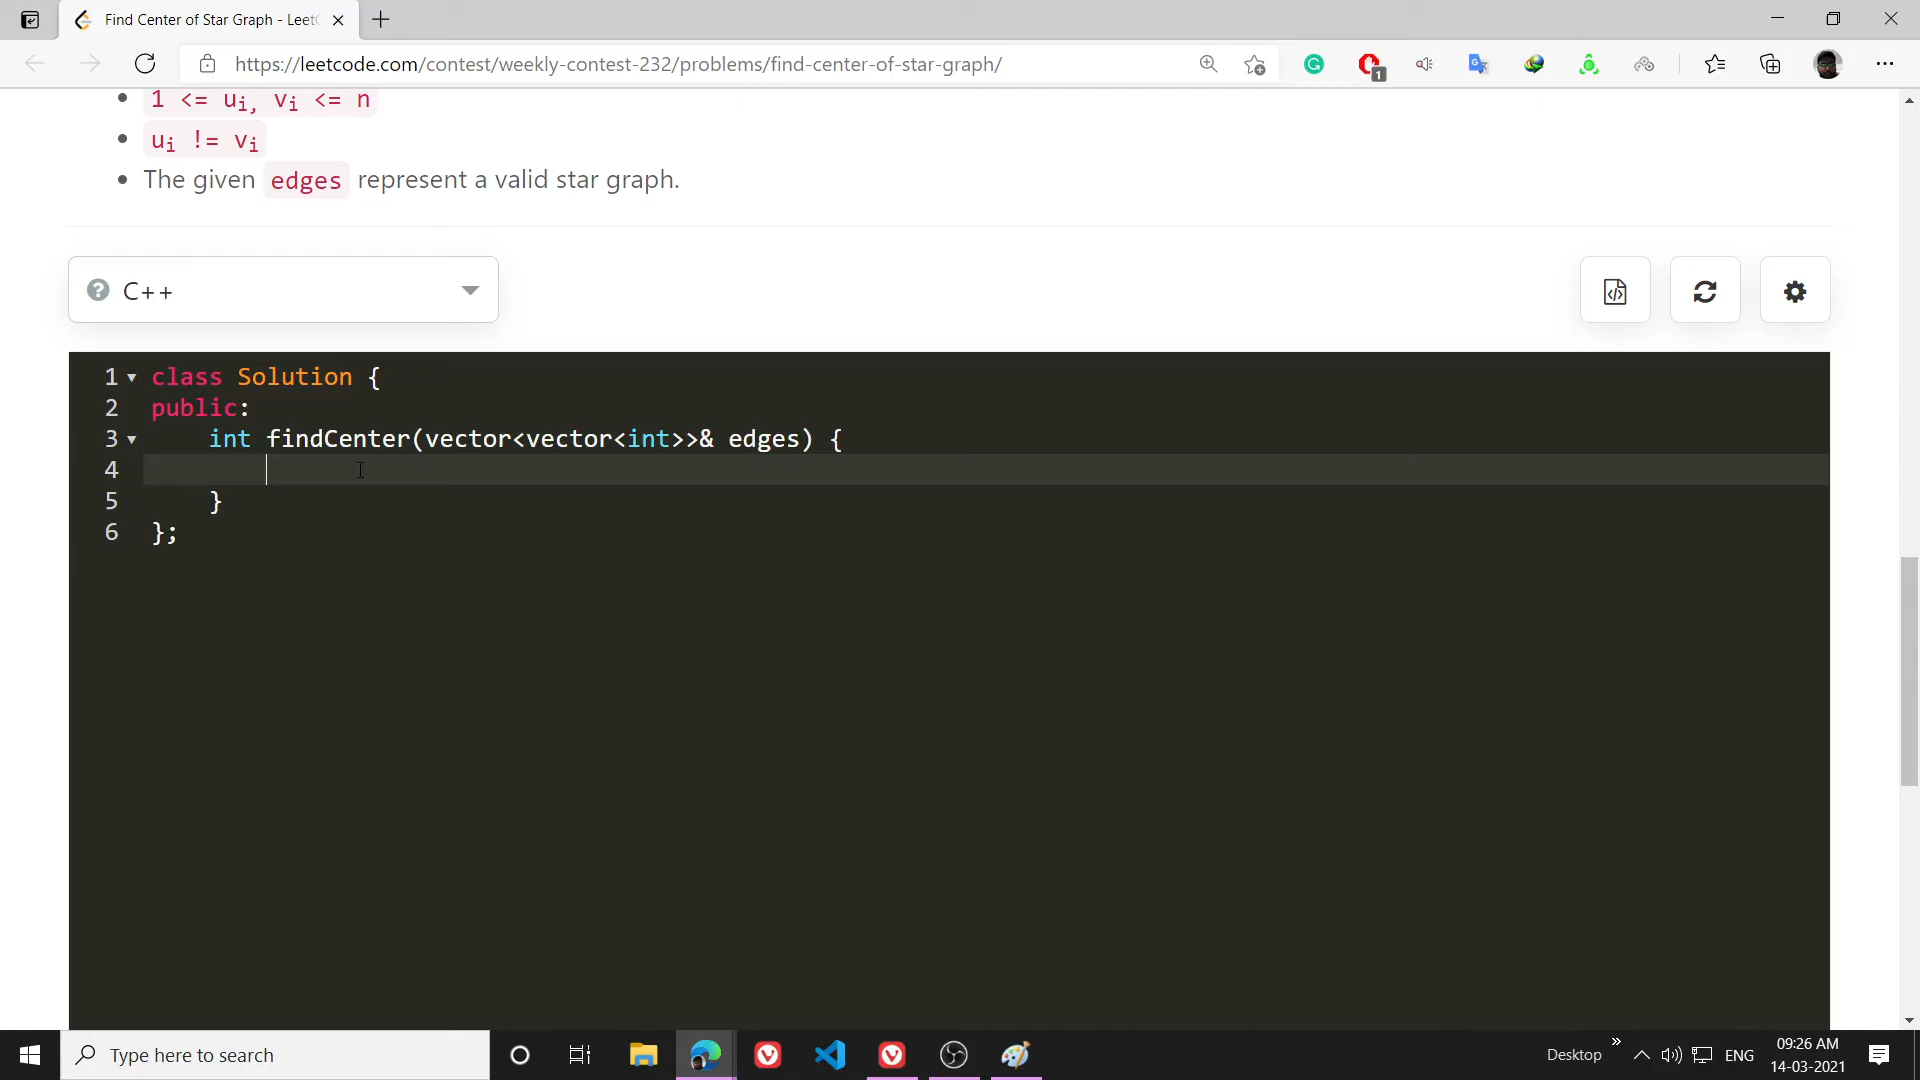 Find Center of Star Graph - Leet
https://leetcode.com/contest/weekly-contest-232/problems/find-center-of-star-graph/
1
1 <= ui, vi <= n
ui != vi
The given edges represent a valid star graph.
C++
1 class Solution {
2 public:
3 int findCenter(vector<vector<int>>& edges) {
4
5 }
6 };
Type here to search
Desktop
ENG
09:26 AM
14-03-2021